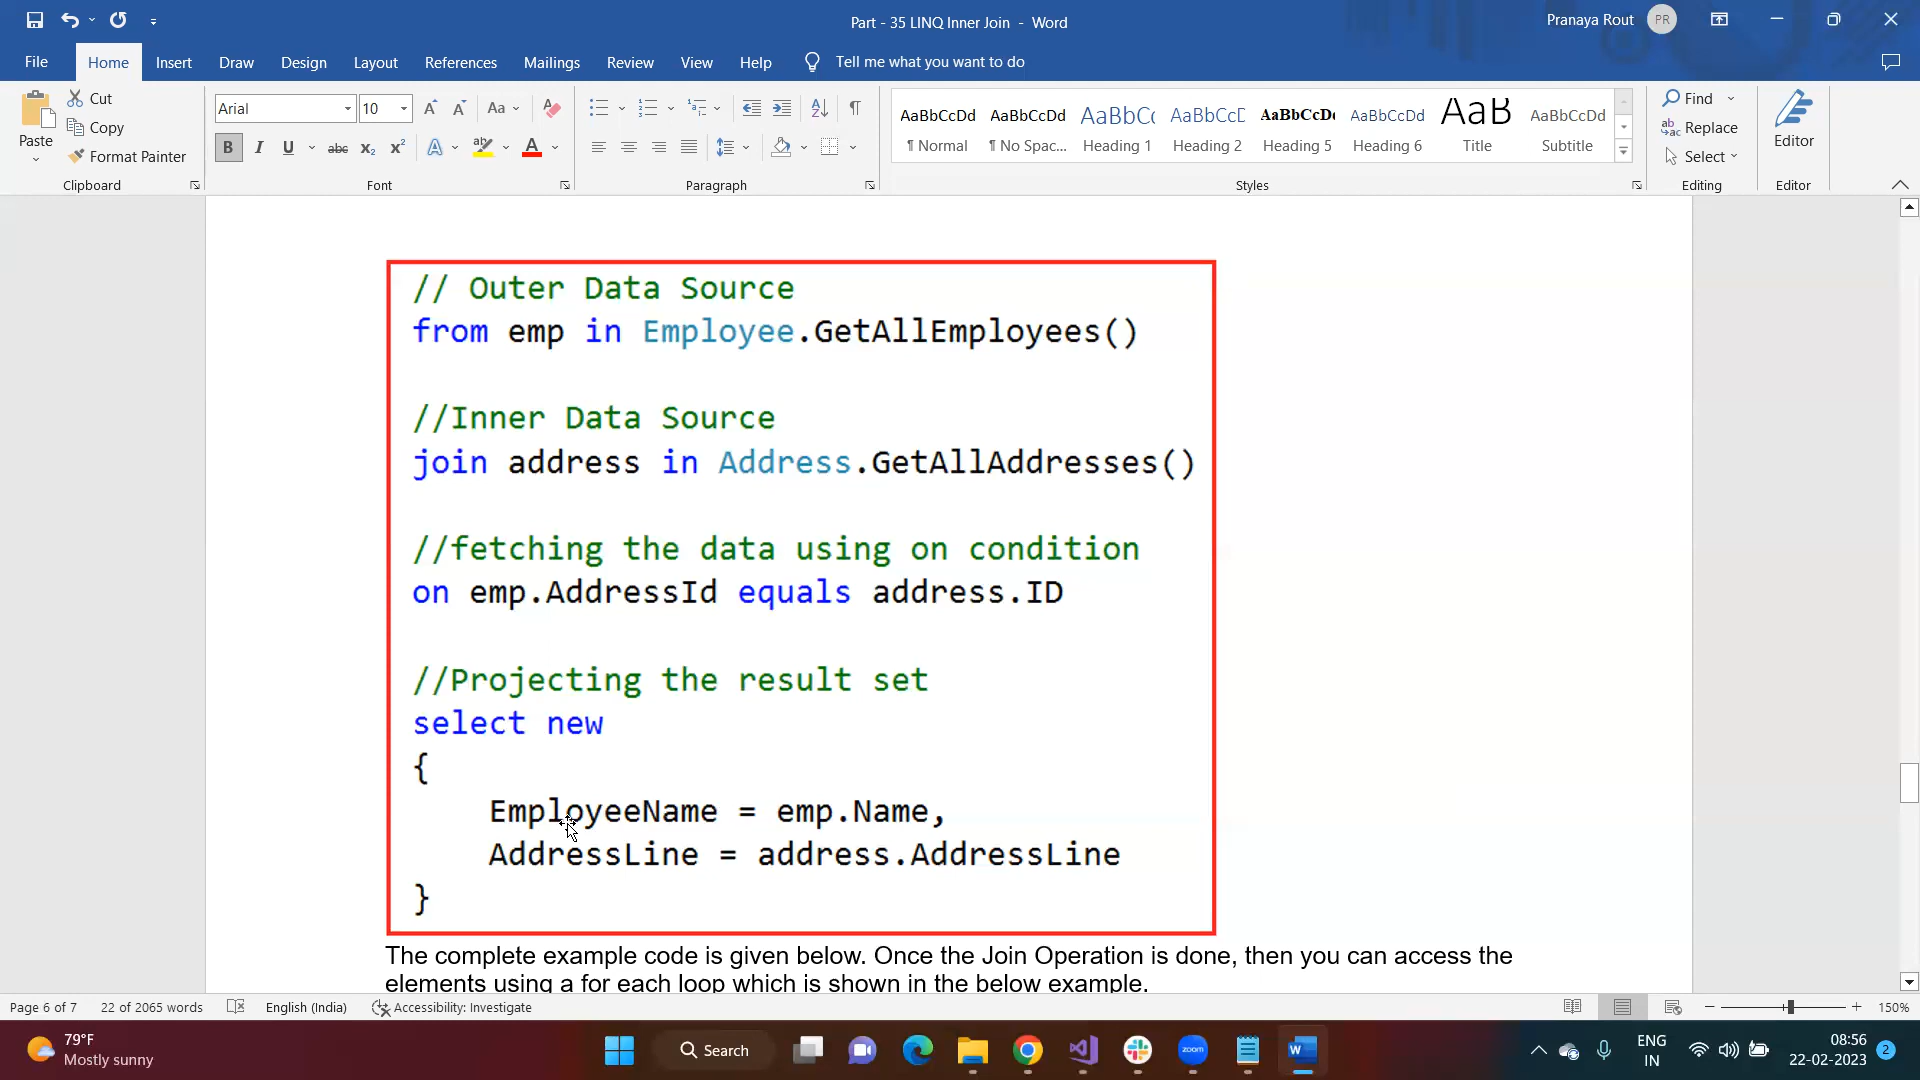 Part - 35 LINQ Inner Join - Word
Pranaya Rout PR
File Home Insert Draw Design Layout References Mailings Review View Help Tell me what you want to do
Paste
Cut
Copy
Format Painter
Clipboard
Arial 10
Font
Paragraph
AaBbCcDd AaBbCcDd AaBbCc AaBbCcD AaBbCcDc AaBbCcDd AaB AaBbCcDd
¶ Normal ¶ No Spac... Heading 1 Heading 2 Heading 5 Heading 6 Title Subtitle
Styles
Find
Replace
Select
Editing
Editor
Editor
// Outer Data Source
from emp in Employee.GetAllEmployees()
//Inner Data Source
join address in Address.GetAllAddresses()
//fetching the data using on condition
on emp.AddressId equals address.ID
//Projecting the result set
select new
{
EmployeeName = emp.Name,
AddressLine = address.AddressLine
}
The complete example code is given below. Once the Join Operation is done, then you can access the
elements using a for each loop which is shown in the below example.
Page 6 of 7 22 of 2065 words English (India) Accessibility: Investigate 150%
79°F
Mostly sunny
Search
zoom
ENG
IN
08:56
22-02-2023
2